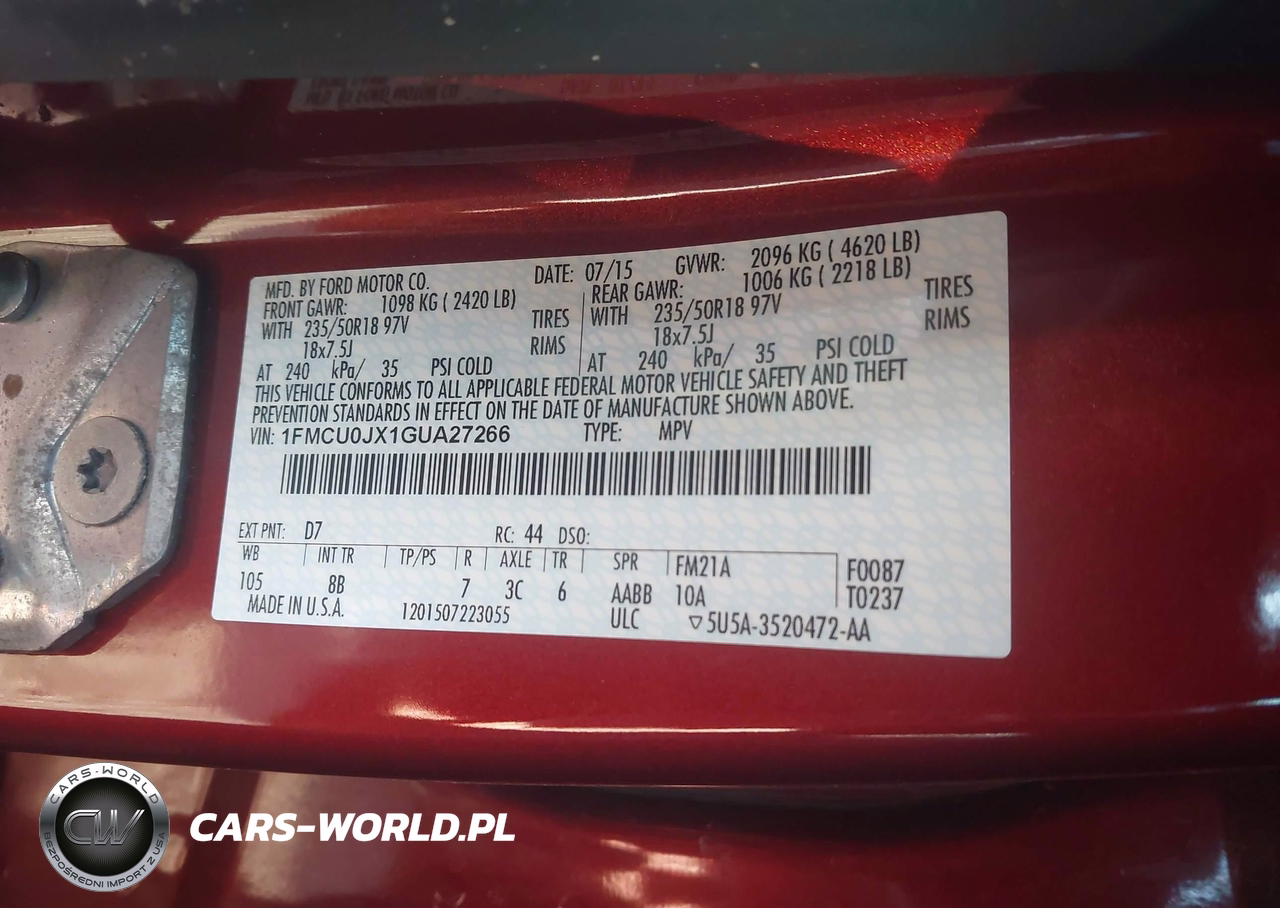 MFD. BY FORD MOTOR CO. DATE: 07/15 GVWR: 2096 KG ( 4620 LB)
FRONT GAWR: 1098 KG ( 2420 LB) REAR GAWR: 1006 KG ( 2218 LB)
WITH 235/50R18 97V TIRES WITH 235/50R18 97V TIRES
18x7.5J RIMS 18x7.5J RIMS
AT 240 kPa/ 35 PSI COLD AT 240 kPa/ 35 PSI COLD
THIS VEHICLE CONFORMS TO ALL APPLICABLE FEDERAL MOTOR VEHICLE SAFETY AND THEFT
PREVENTION STANDARDS IN EFFECT ON THE DATE OF MANUFACTURE SHOWN ABOVE.
VIN: 1FMCU0JX1GUA27266 TYPE: MPV
EXT PNT: D7 RC: 44 DSO:
WB INT TR TP/PS R AXLE TR SPR FM21A F0087
105 8B 7 3C 6 AABB 10A T0237
MADE IN U.S.A. 1201507223055 ULC ▽5U5A-3520472-AA
CARS-WORLD
CW
BEZPOŚREDNI IMPORT Z USA
CARS-WORLD.PL